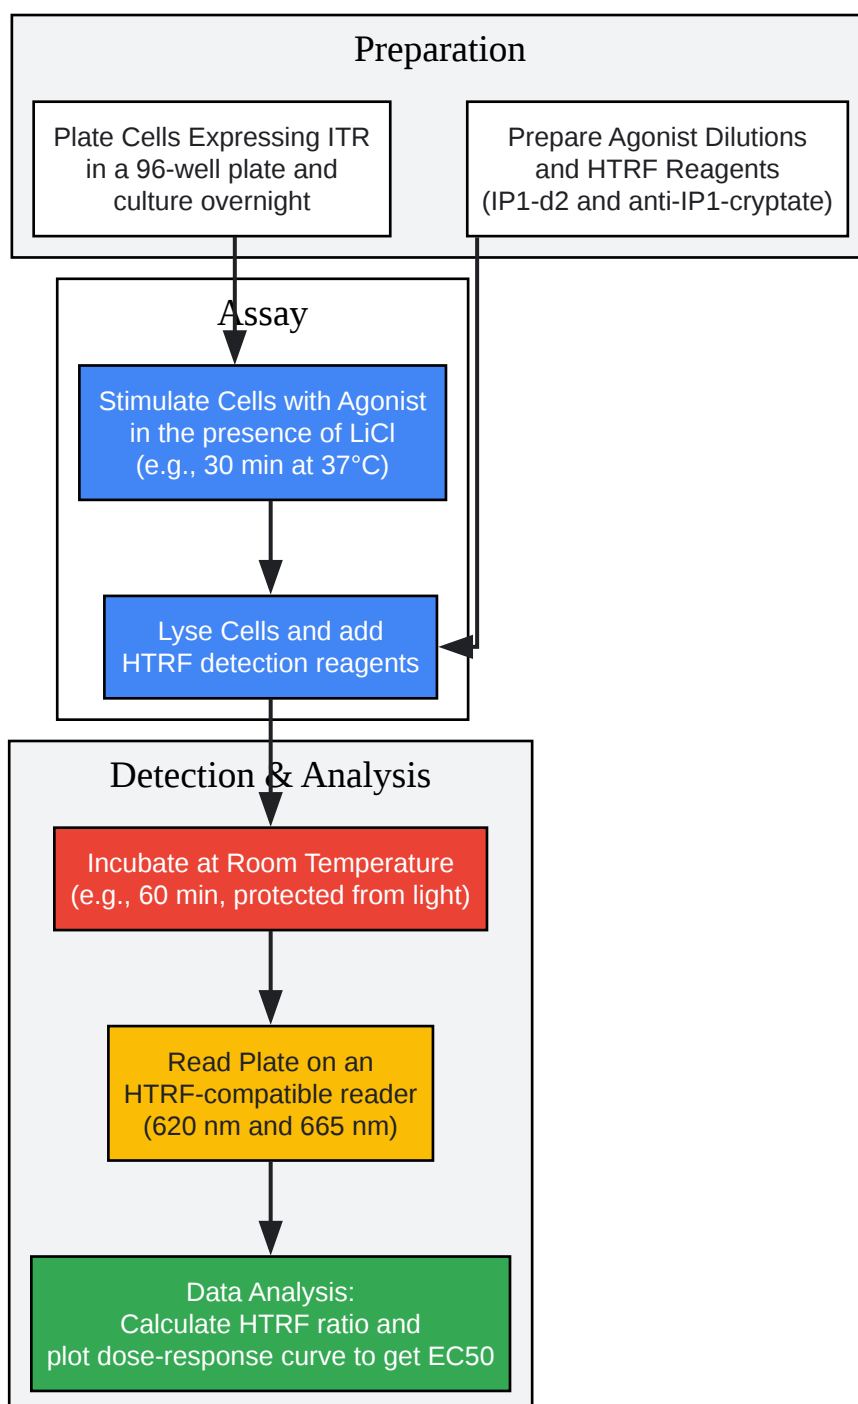 Preparation
Plate Cells Expressing ITR
in a 96-well plate and
culture overnight
Prepare Agonist Dilutions
and HTRF Reagents
(IP1-d2 and anti-IP1-cryptate)
Assay
Stimulate Cells with Agonist
in the presence of LiCl
(e.g., 30 min at 37°C)
Lyse Cells and add
HTRF detection reagents
Detection & Analysis
Incubate at Room Temperature
(e.g., 60 min, protected from light)
Read Plate on an
HTRF-compatible reader
(620 nm and 665 nm)
Data Analysis:
Calculate HTRF ratio and
plot dose-response curve to get EC50